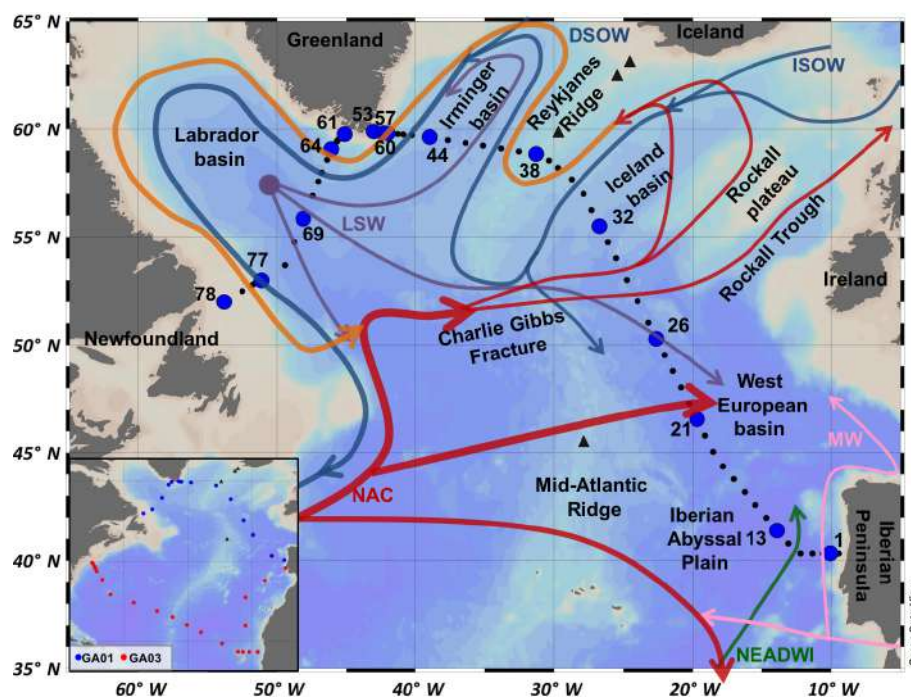 65° N
60° N
55° N
50° N
45° N
40° N
35° N
60° W
50° W
40° W
30° W
20° W
10° W
Greenland
Iceland
DSOW
ISOW
Reykjanes
Ridge
Irminger
basin
Labrador
basin
61
53
57
64
60
44
38
Iceland
basin
Rockall
plateau
Rockall Trough
32
69
LSW
77
78
Ireland
Newfoundland
Charlie Gibbs
Fracture
26
West
European
basin
21
MW
NAC
Mid-Atlantic
Ridge
Iberian
Abyssal
Plain
13
1
Iberian
Peninsula
NEADWI
GA01
GA03